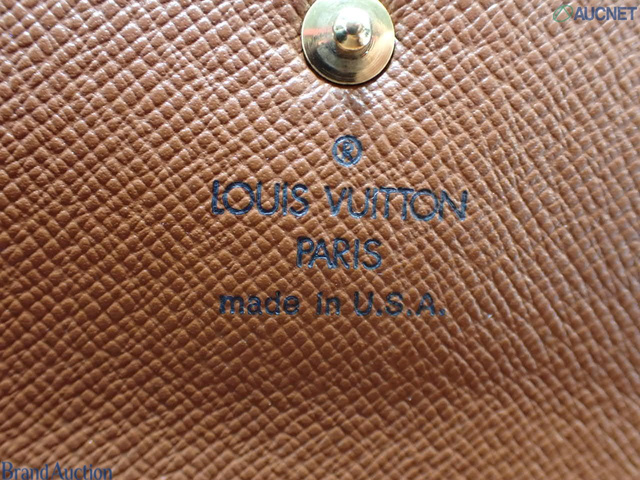 AUCNET
®
LOUIS VUITTON
PARIS
made in U.S.A.
Brand Auction